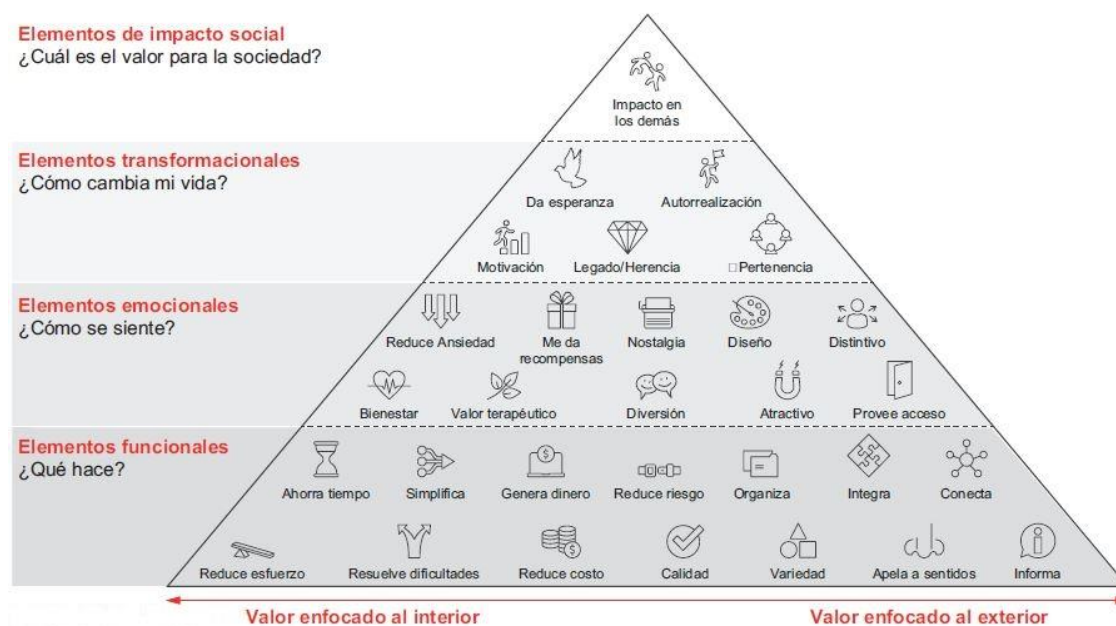 Elementos de impacto social
¿Cuál es el valor para la sociedad?
Impacto en
los demás
Elementos transformacionales
¿Cómo cambia mi vida?
Da esperanza
Autorrealización
Motivación
Legado/Herencia
□Pertenencia
Elementos emocionales
¿Cómo se siente?
Reduce Ansiedad
Me da
recompensas
Nostalgia
Diseño
Distintivo
Bienestar
Valor terapéutico
Diversión
Atractivo
Provee acceso
Elementos funcionales
¿Qué hace?
Ahorra tiempo
Simplifica
Genera dinero
Reduce riesgo
Organiza
Integra
Conecta
Reduce esfuerzo
Resuelve dificultades
Reduce costo
Calidad
Variedad
Apela a sentidos
Informa
Valor enfocado al interior
Valor enfocado al exterior